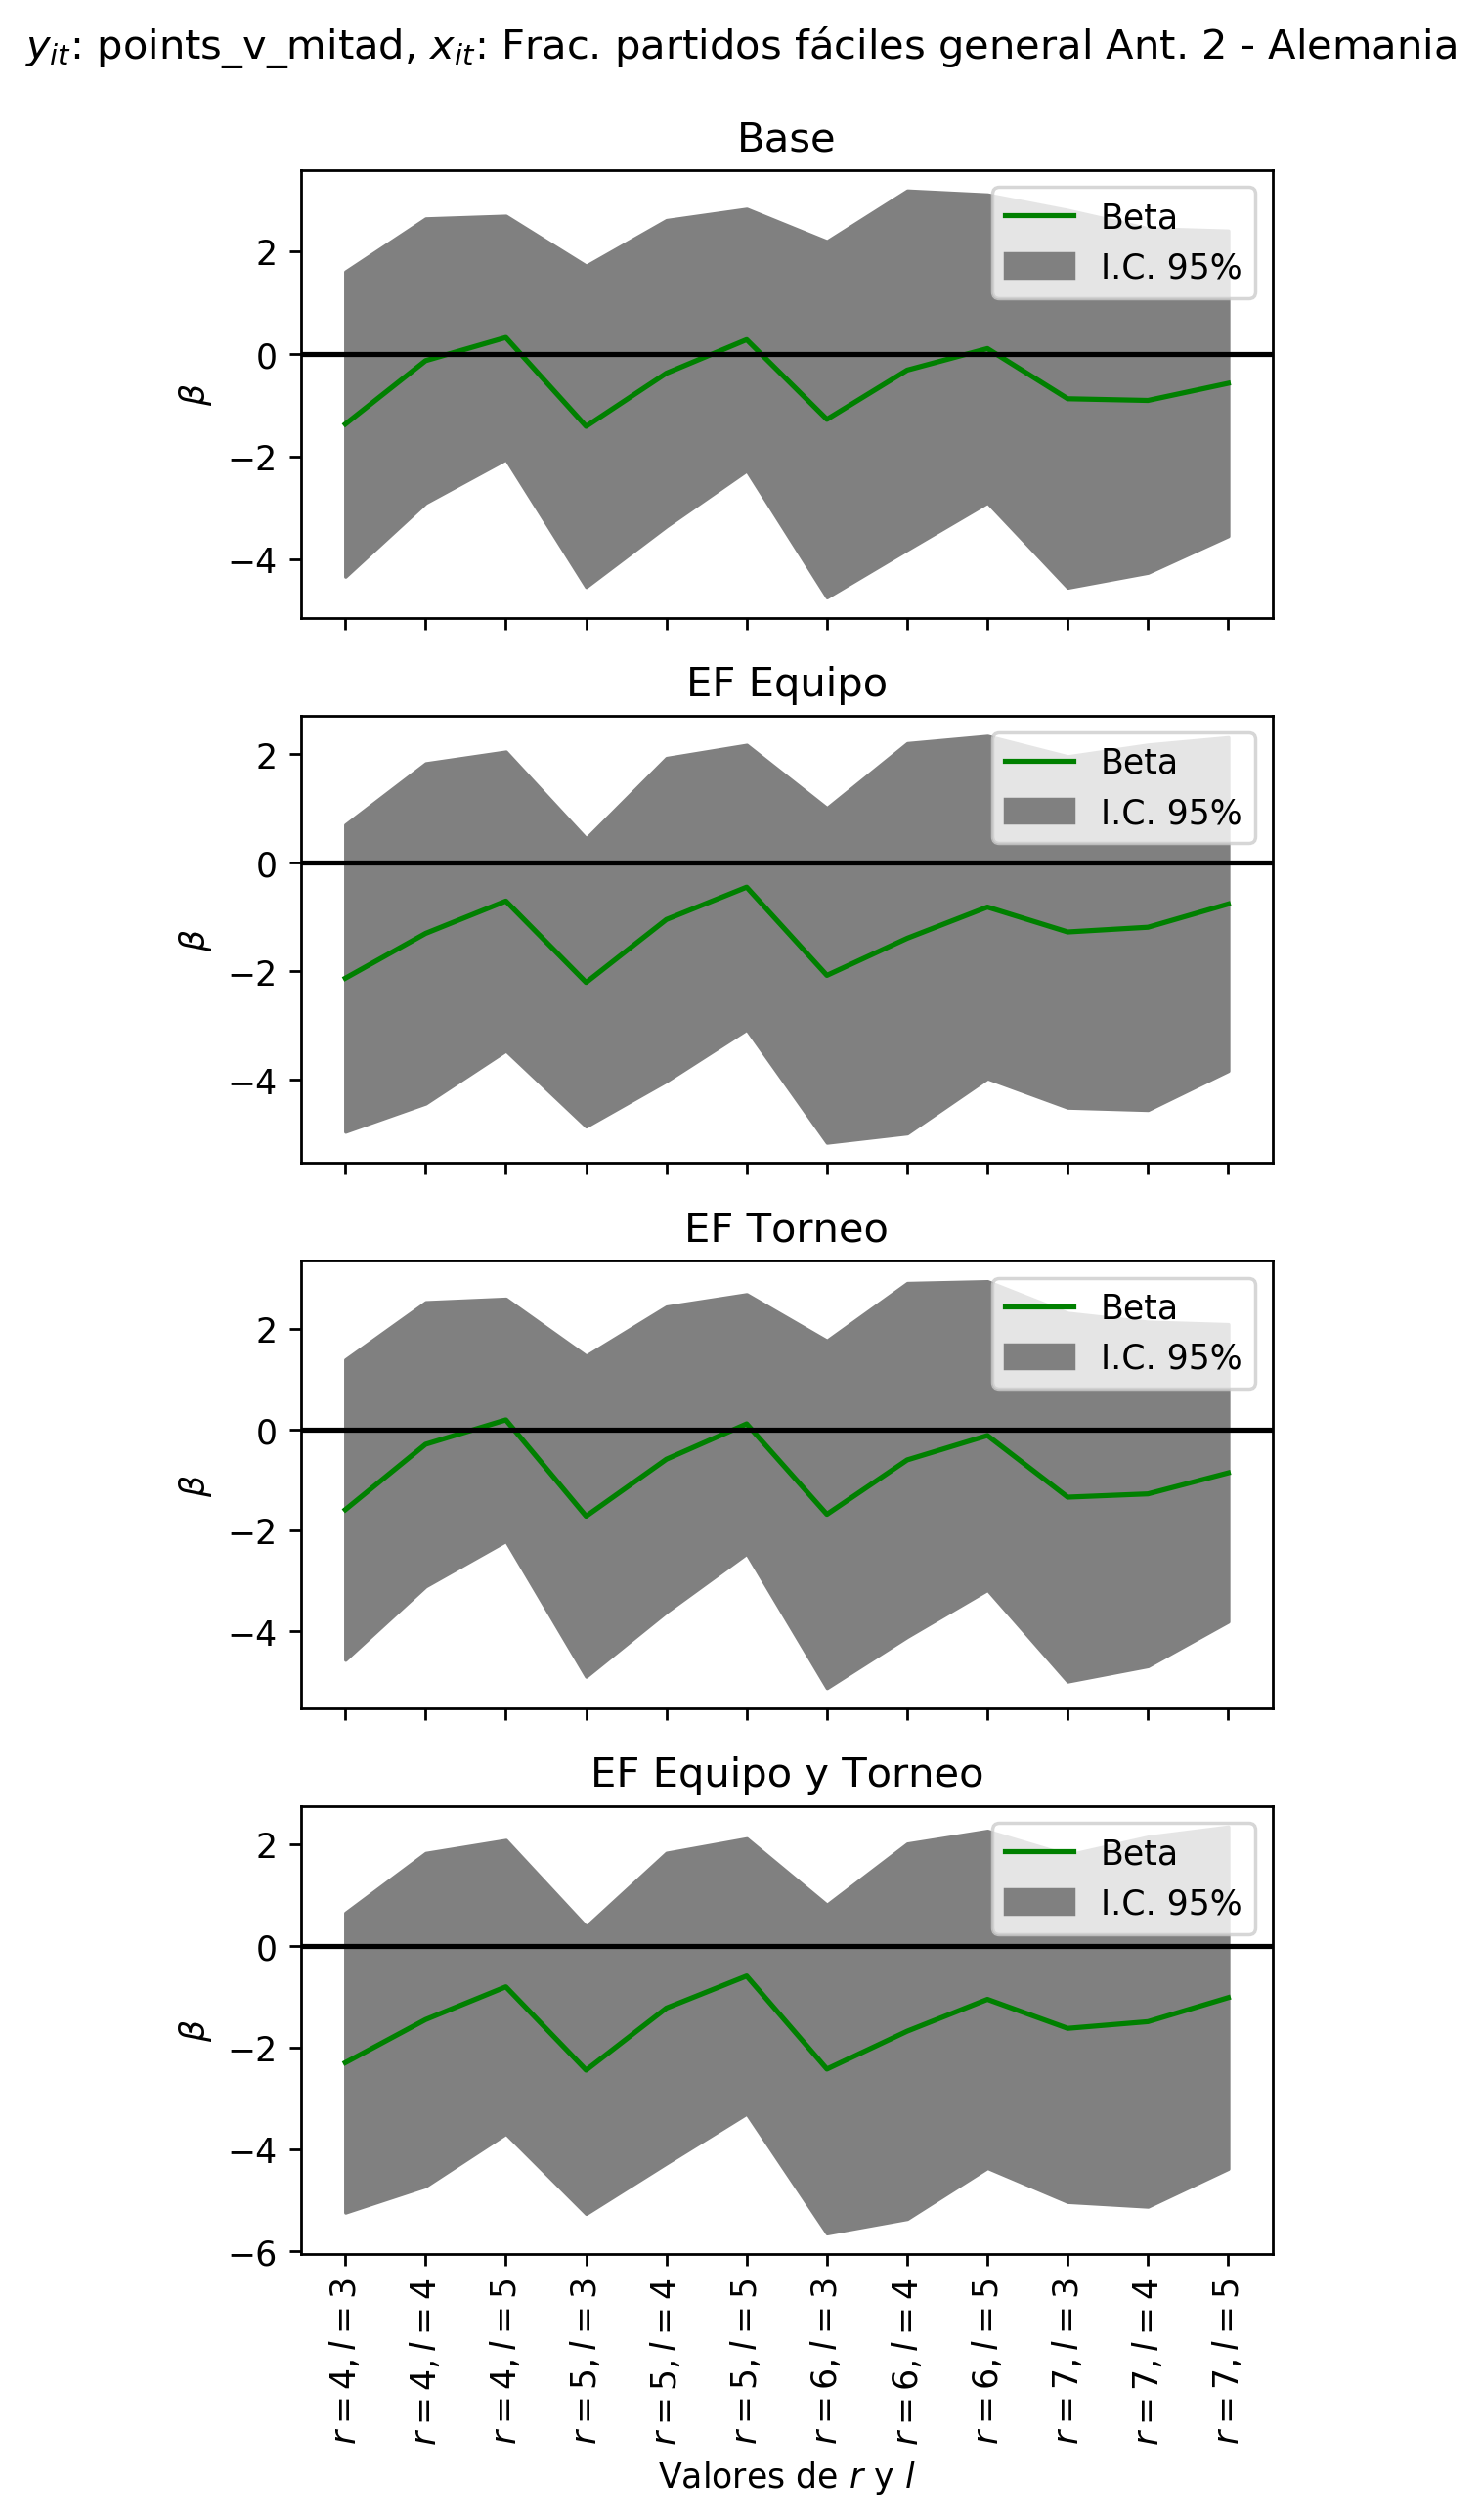 y_it: points_v_mitad, x_it: Frac. partidos fáciles general Ant. 2 - Alemania
Base
Beta
I.C. 95%
2
0
−2
−4
β
EF Equipo
Beta
I.C. 95%
2
0
−2
−4
β
EF Torneo
Beta
I.C. 95%
2
0
−2
−4
β
EF Equipo y Torneo
Beta
I.C. 95%
2
0
−2
−4
−6
β
r = 4, l = 3
r = 4, l = 4
r = 4, l = 5
r = 5, l = 3
r = 5, l = 4
r = 5, l = 5
r = 6, l = 3
r = 6, l = 4
r = 6, l = 5
r = 7, l = 3
r = 7, l = 4
r = 7, l = 5
Valores de r y l